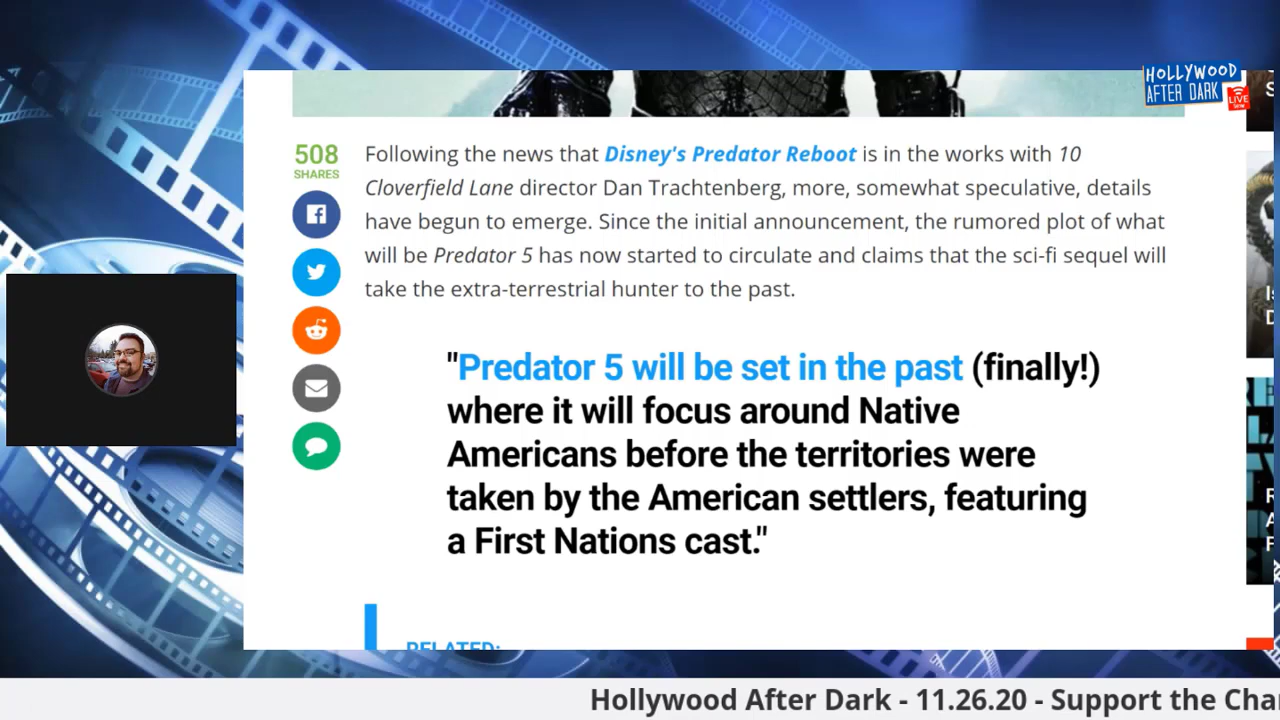 HOLLYWOOD
AFTER DARK
LIVE
508
SHARES
Following the news that Disney's Predator Reboot is in the works with 10
Cloverfield Lane director Dan Trachtenberg, more, somewhat speculative, details
have begun to emerge. Since the initial announcement, the rumored plot of what
will be Predator 5 has now started to circulate and claims that the sci-fi sequel will
take the extra-terrestrial hunter to the past.
"Predator 5 will be set in the past (finally!)
where it will focus around Native
Americans before the territories were
taken by the American settlers, featuring
a First Nations cast."
RELATED:
Hollywood After Dark - 11.26.20 - Support the Cha